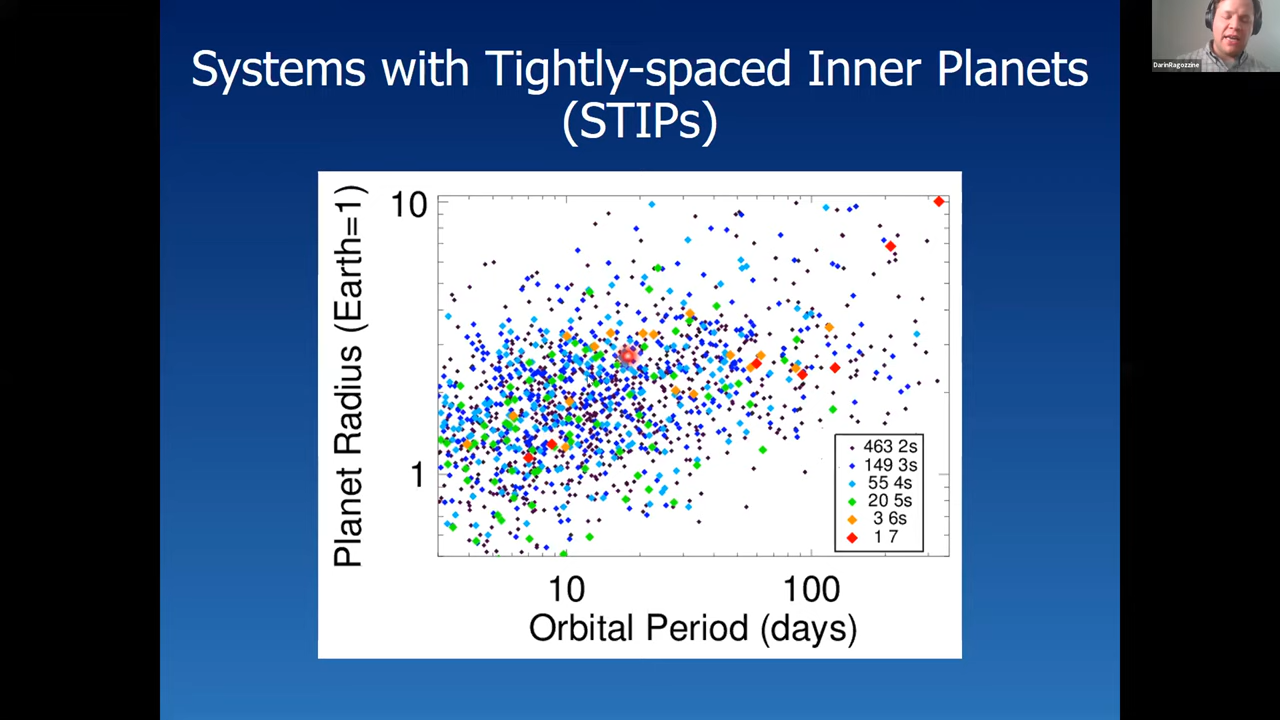 Systems with Tightly-spaced Inner Planets
(STIPs)
DarinRagozzine
Planet Radius (Earth=1)
10
1
463 2s
149 3s
55 4s
20 5s
3 6s
1 7
10
100
Orbital Period (days)